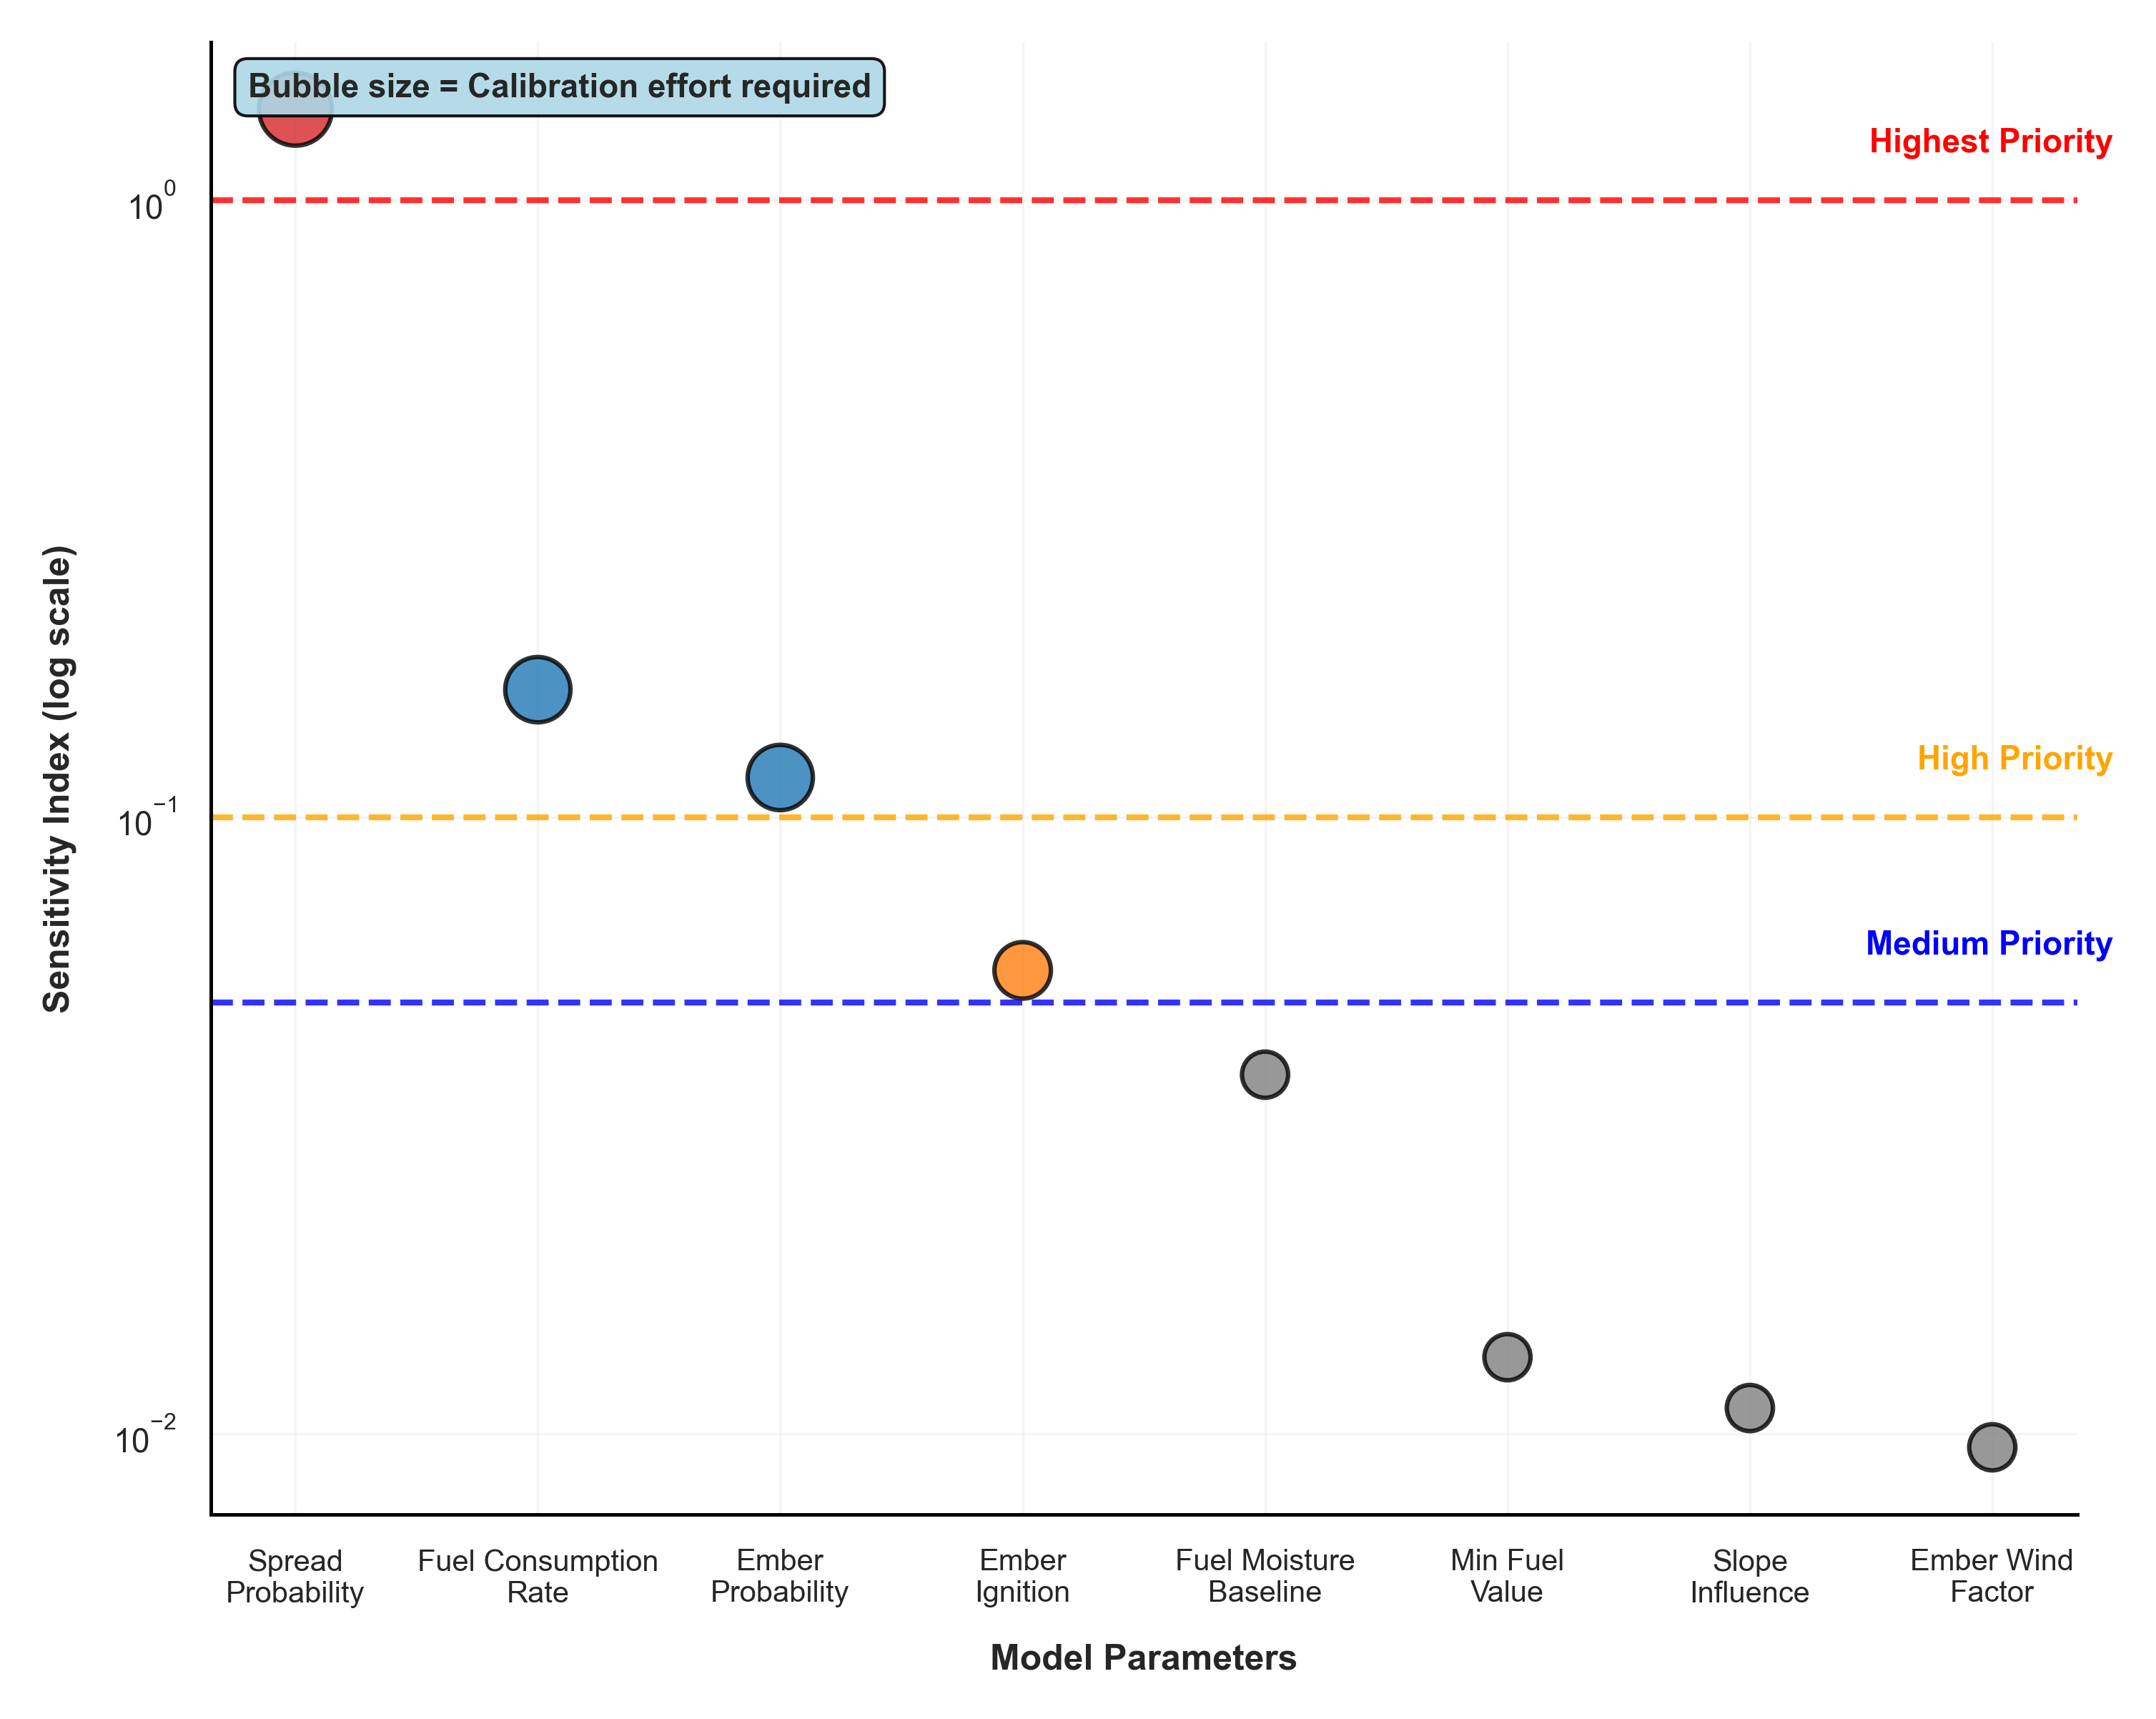 Bubble size = Calibration effort required
Highest Priority
10⁰
Sensitivity Index (log scale)
High Priority
10⁻¹
Medium Priority
10⁻²
Spread
Probability
Fuel Consumption
Rate
Ember
Probability
Ember
Ignition
Fuel Moisture
Baseline
Min Fuel
Value
Slope
Influence
Ember Wind
Factor
Model Parameters